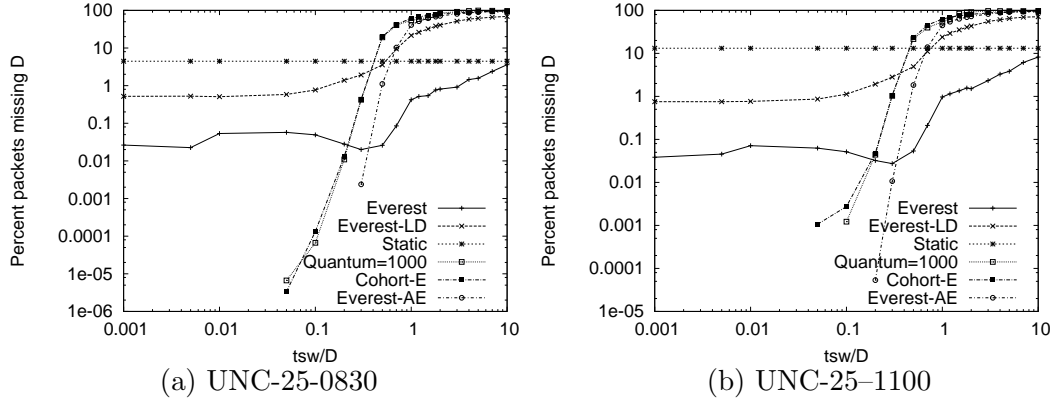 Percent packets missing D
100
10
1
0.1
0.01
0.001
0.0001
1e-05
1e-06
0.001
0.01
0.1
1
10
tsw/D
Everest
Everest-LD
Static
Quantum=1000
Cohort-E
Everest-AE
(a) UNC-25-0830
Percent packets missing D
100
10
1
0.1
0.01
0.001
0.0001
1e-05
0.001
0.01
0.1
1
10
tsw/D
Everest
Everest-LD
Static
Quantum=1000
Cohort-E
Everest-AE
(b) UNC-25–1100